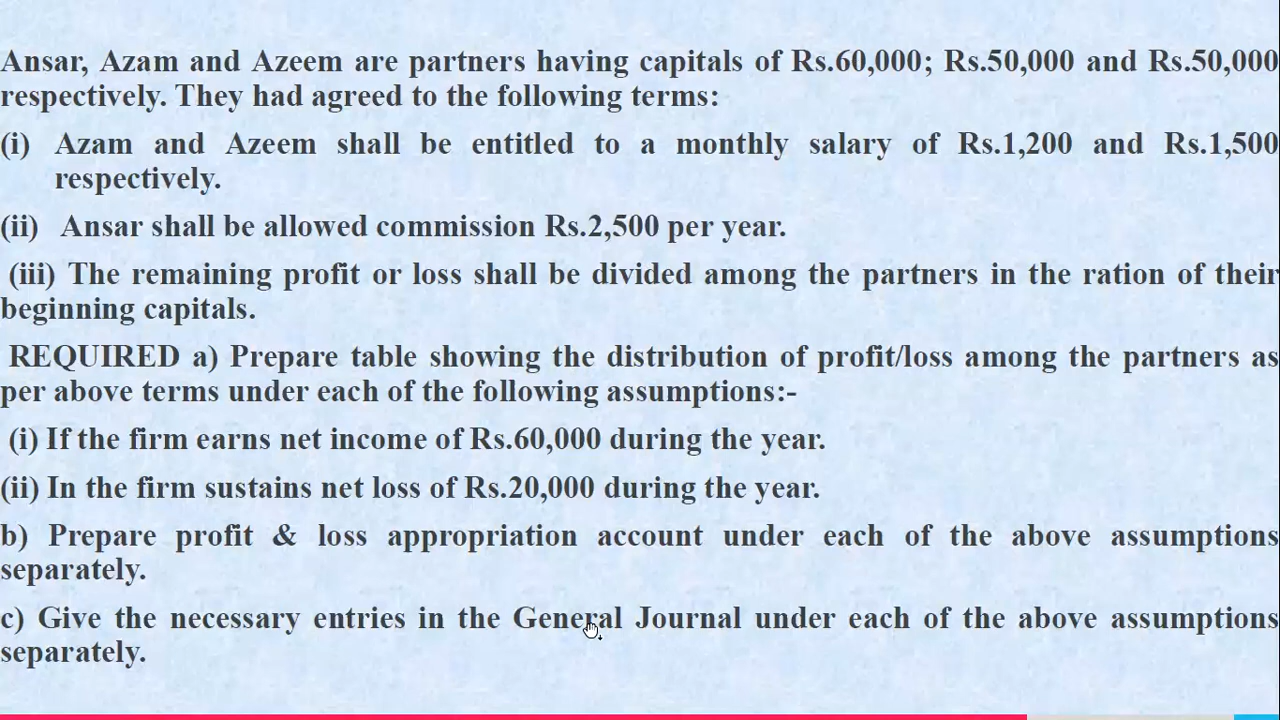 Ansar, Azam and Azeem are partners having capitals of Rs.60,000; Rs.50,000 and Rs.50,000
respectively. They had agreed to the following terms:
(i) Azam and Azeem shall be entitled to a monthly salary of Rs.1,200 and Rs.1,500
respectively.
(ii) Ansar shall be allowed commission Rs.2,500 per year.
(iii) The remaining profit or loss shall be divided among the partners in the ration of their
beginning capitals.
REQUIRED a) Prepare table showing the distribution of profit/loss among the partners as
per above terms under each of the following assumptions:-
(i) If the firm earns net income of Rs.60,000 during the year.
(ii) In the firm sustains net loss of Rs.20,000 during the year.
b) Prepare profit & loss appropriation account under each of the above assumptions
separately.
c) Give the necessary entries in the General Journal under each of the above assumptions
separately.